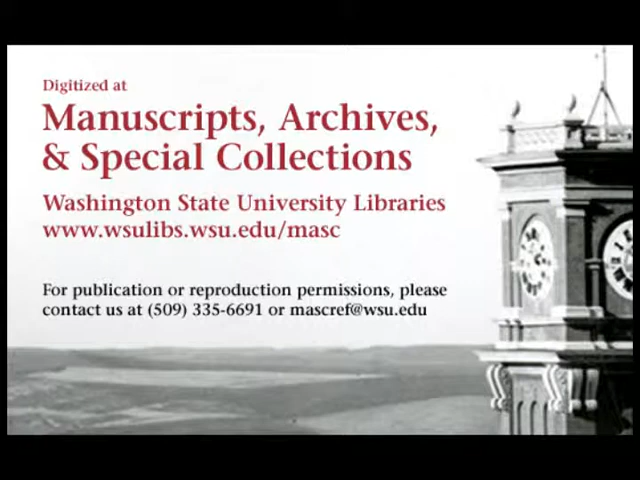 Digitized at
Manuscripts, Archives,
& Special Collections
Washington State University Libraries
www.wsulibs.wsu.edu/masc
For publication or reproduction permissions, please
contact us at (509) 335-6691 or mascref@wsu.edu